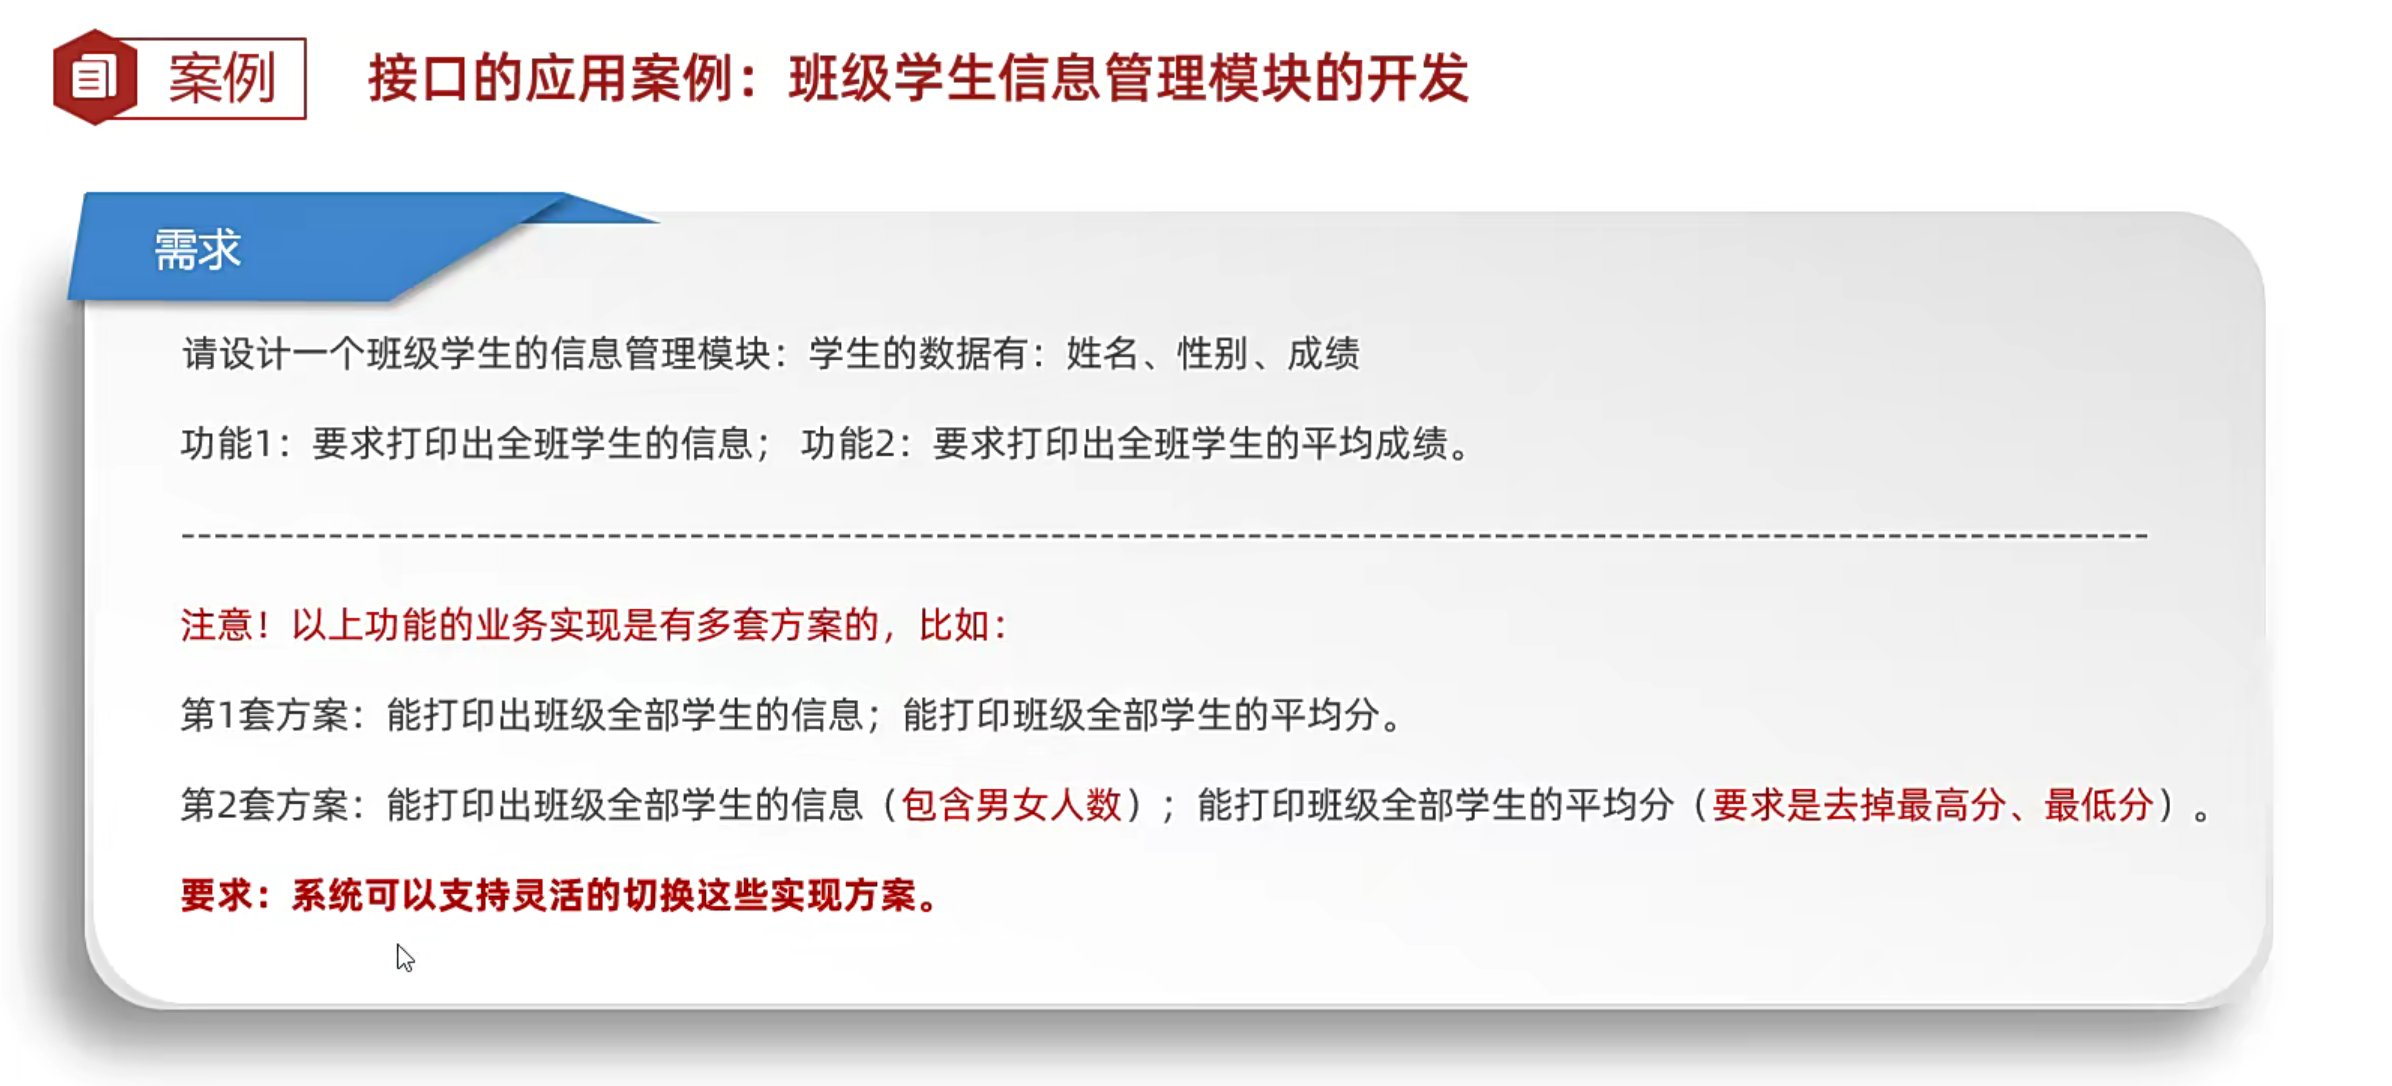 案例
接口的应用案例：班级学生信息管理模块的开发
需求
请设计一个班级学生的信息管理模块：学生的数据有：姓名、性别、成绩
功能1：要求打印出全班学生的信息； 功能2：要求打印出全班学生的平均成绩。
---------------------------------------------------------------------------------------------------------------------------
注意！以上功能的业务实现是有多套方案的，比如：
第1套方案：能打印出班级全部学生的信息；能打印班级全部学生的平均分。
第2套方案：能打印出班级全部学生的信息（包含男女人数）；能打印班级全部学生的平均分（要求是去掉最高分、最低分）。
要求：系统可以支持灵活的切换这些实现方案。